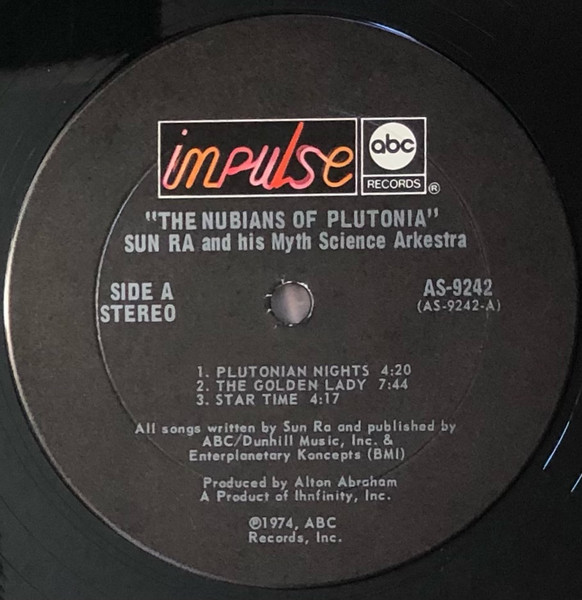 impulse
abc
RECORDS ®
"THE NUBIANS OF PLUTONIA"
SUN RA and his Myth Science Arkestra
SIDE A
STEREO
AS-9242
(AS-9242-A)
1. PLUTONIAN NIGHTS 4:20
2. THE GOLDEN LADY 7:44
3. STAR TIME 4:17
All songs written by Sun Ra and published by
ABC/Dunhill Music, Inc. &
Enterplanetary Koncepts (BMI)
Produced by Alton Abraham
A Product of Ihnfinity, Inc.
℗1974, ABC
Records, Inc.